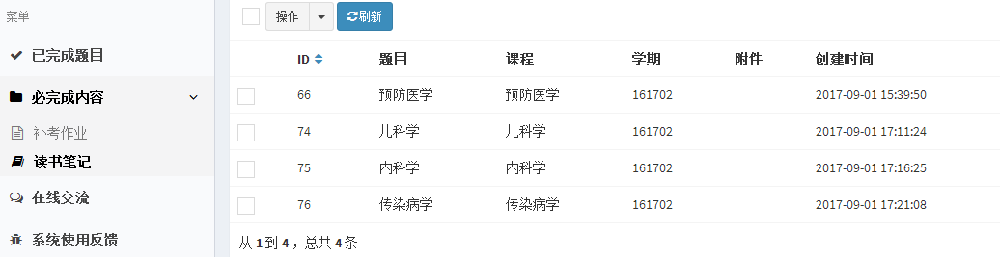 菜单
已完成题目
必完成内容
补考作业
读书笔记
在线交流
系统使用反馈
操作 刷新
ID 题目 课程 学期 附件 创建时间
66 预防医学 预防医学 161702 2017-09-01 15:39:50
74 儿科学 儿科学 161702 2017-09-01 17:11:24
75 内科学 内科学 161702 2017-09-01 17:16:25
76 传染病学 传染病学 161702 2017-09-01 17:21:08
从 1 到 4 ，总共 4 条